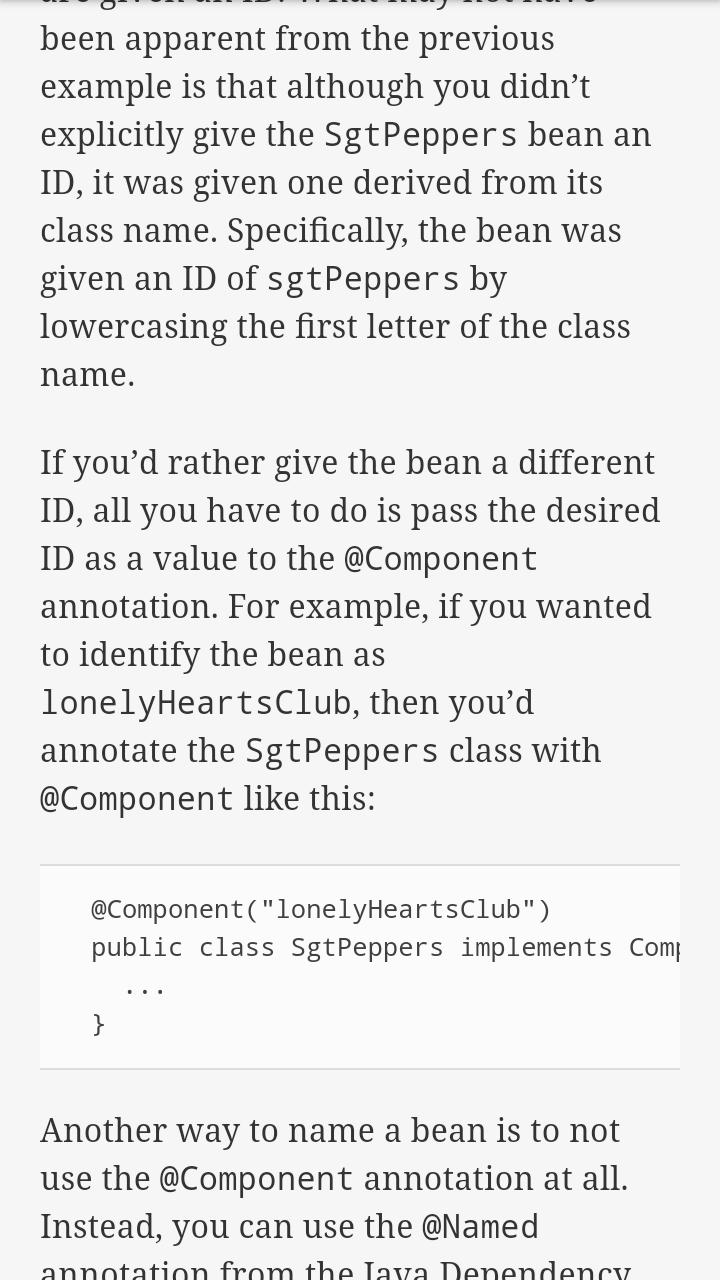 been apparent from the previous
example is that although you didn’t
explicitly give the SgtPeppers bean an
ID, it was given one derived from its
class name. Specifically, the bean was
given an ID of sgtPeppers by
lowercasing the first letter of the class
name.
If you’d rather give the bean a different
ID, all you have to do is pass the desired
ID as a value to the @Component
annotation. For example, if you wanted
to identify the bean as
lonelyHeartsClub, then you’d
annotate the SgtPeppers class with
@Component like this:
@Component("lonelyHeartsClub")
public class SgtPeppers implements Comp
...
}
Another way to name a bean is to not
use the @Component annotation at all.
Instead, you can use the @Named
annotation from the Java Dependency